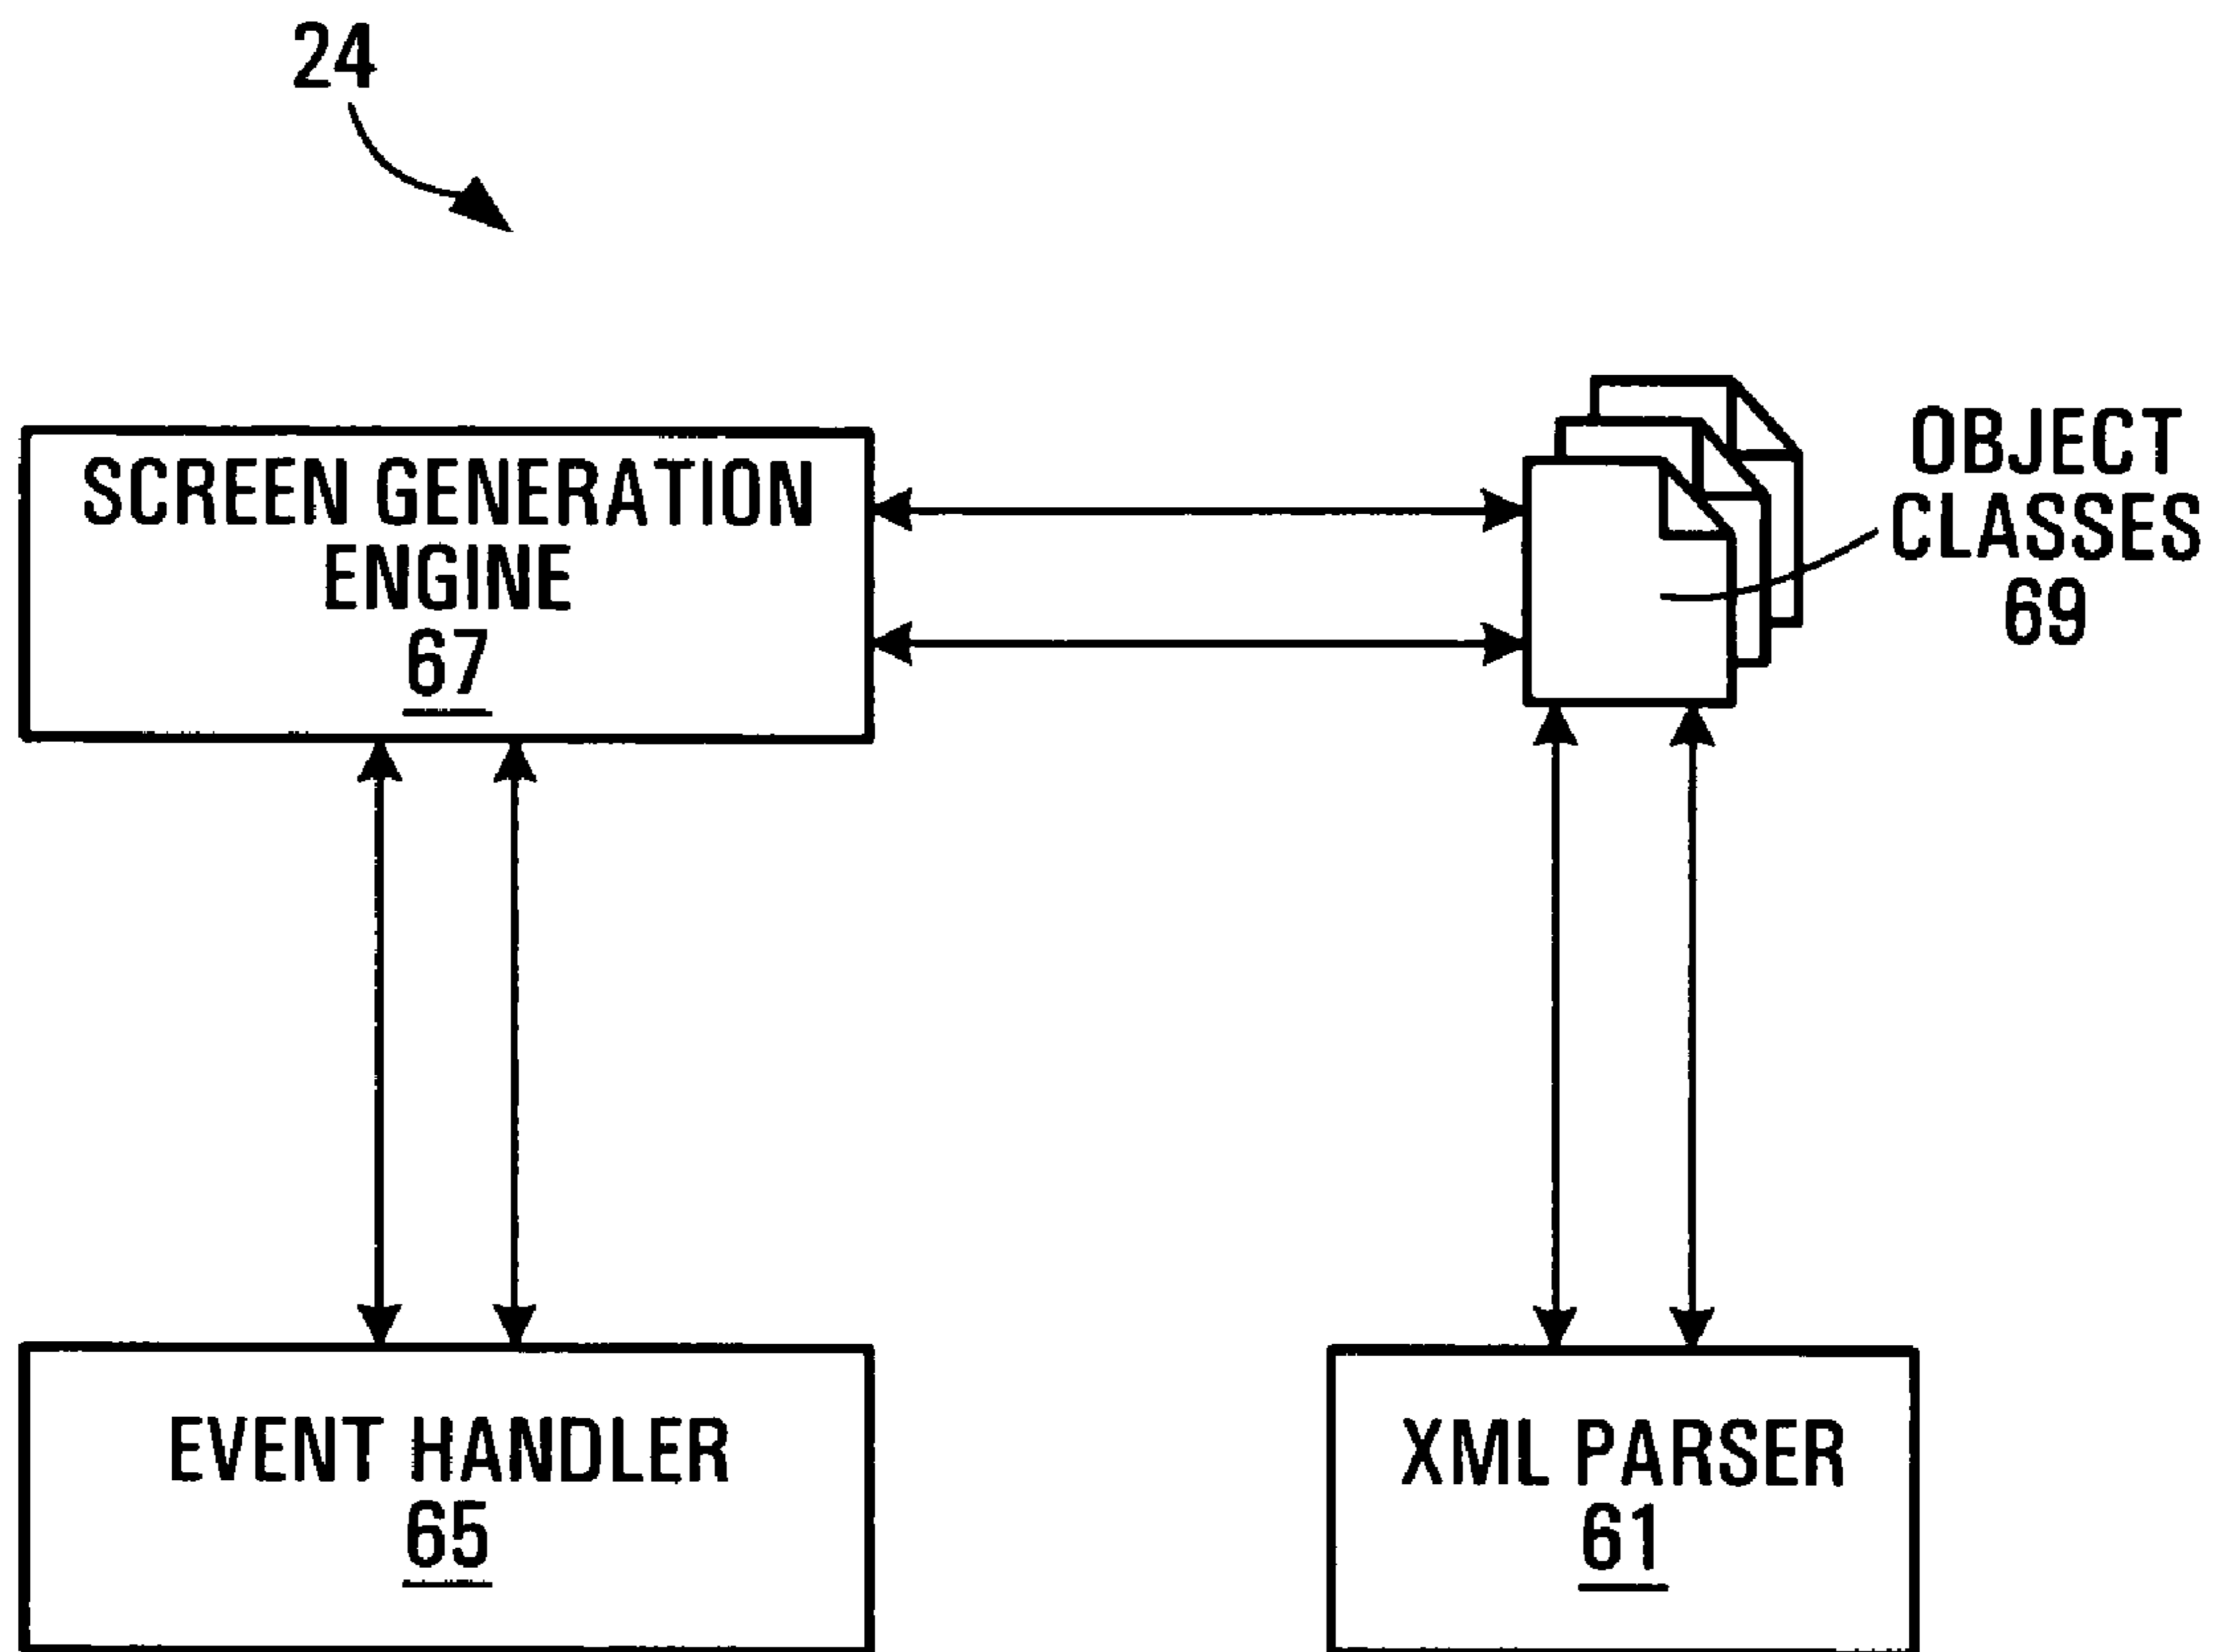 24
SCREEN GENERATION
ENGINE
67
OBJECT
CLASSES
69
EVENT HANDLER
65
XML PARSER
61